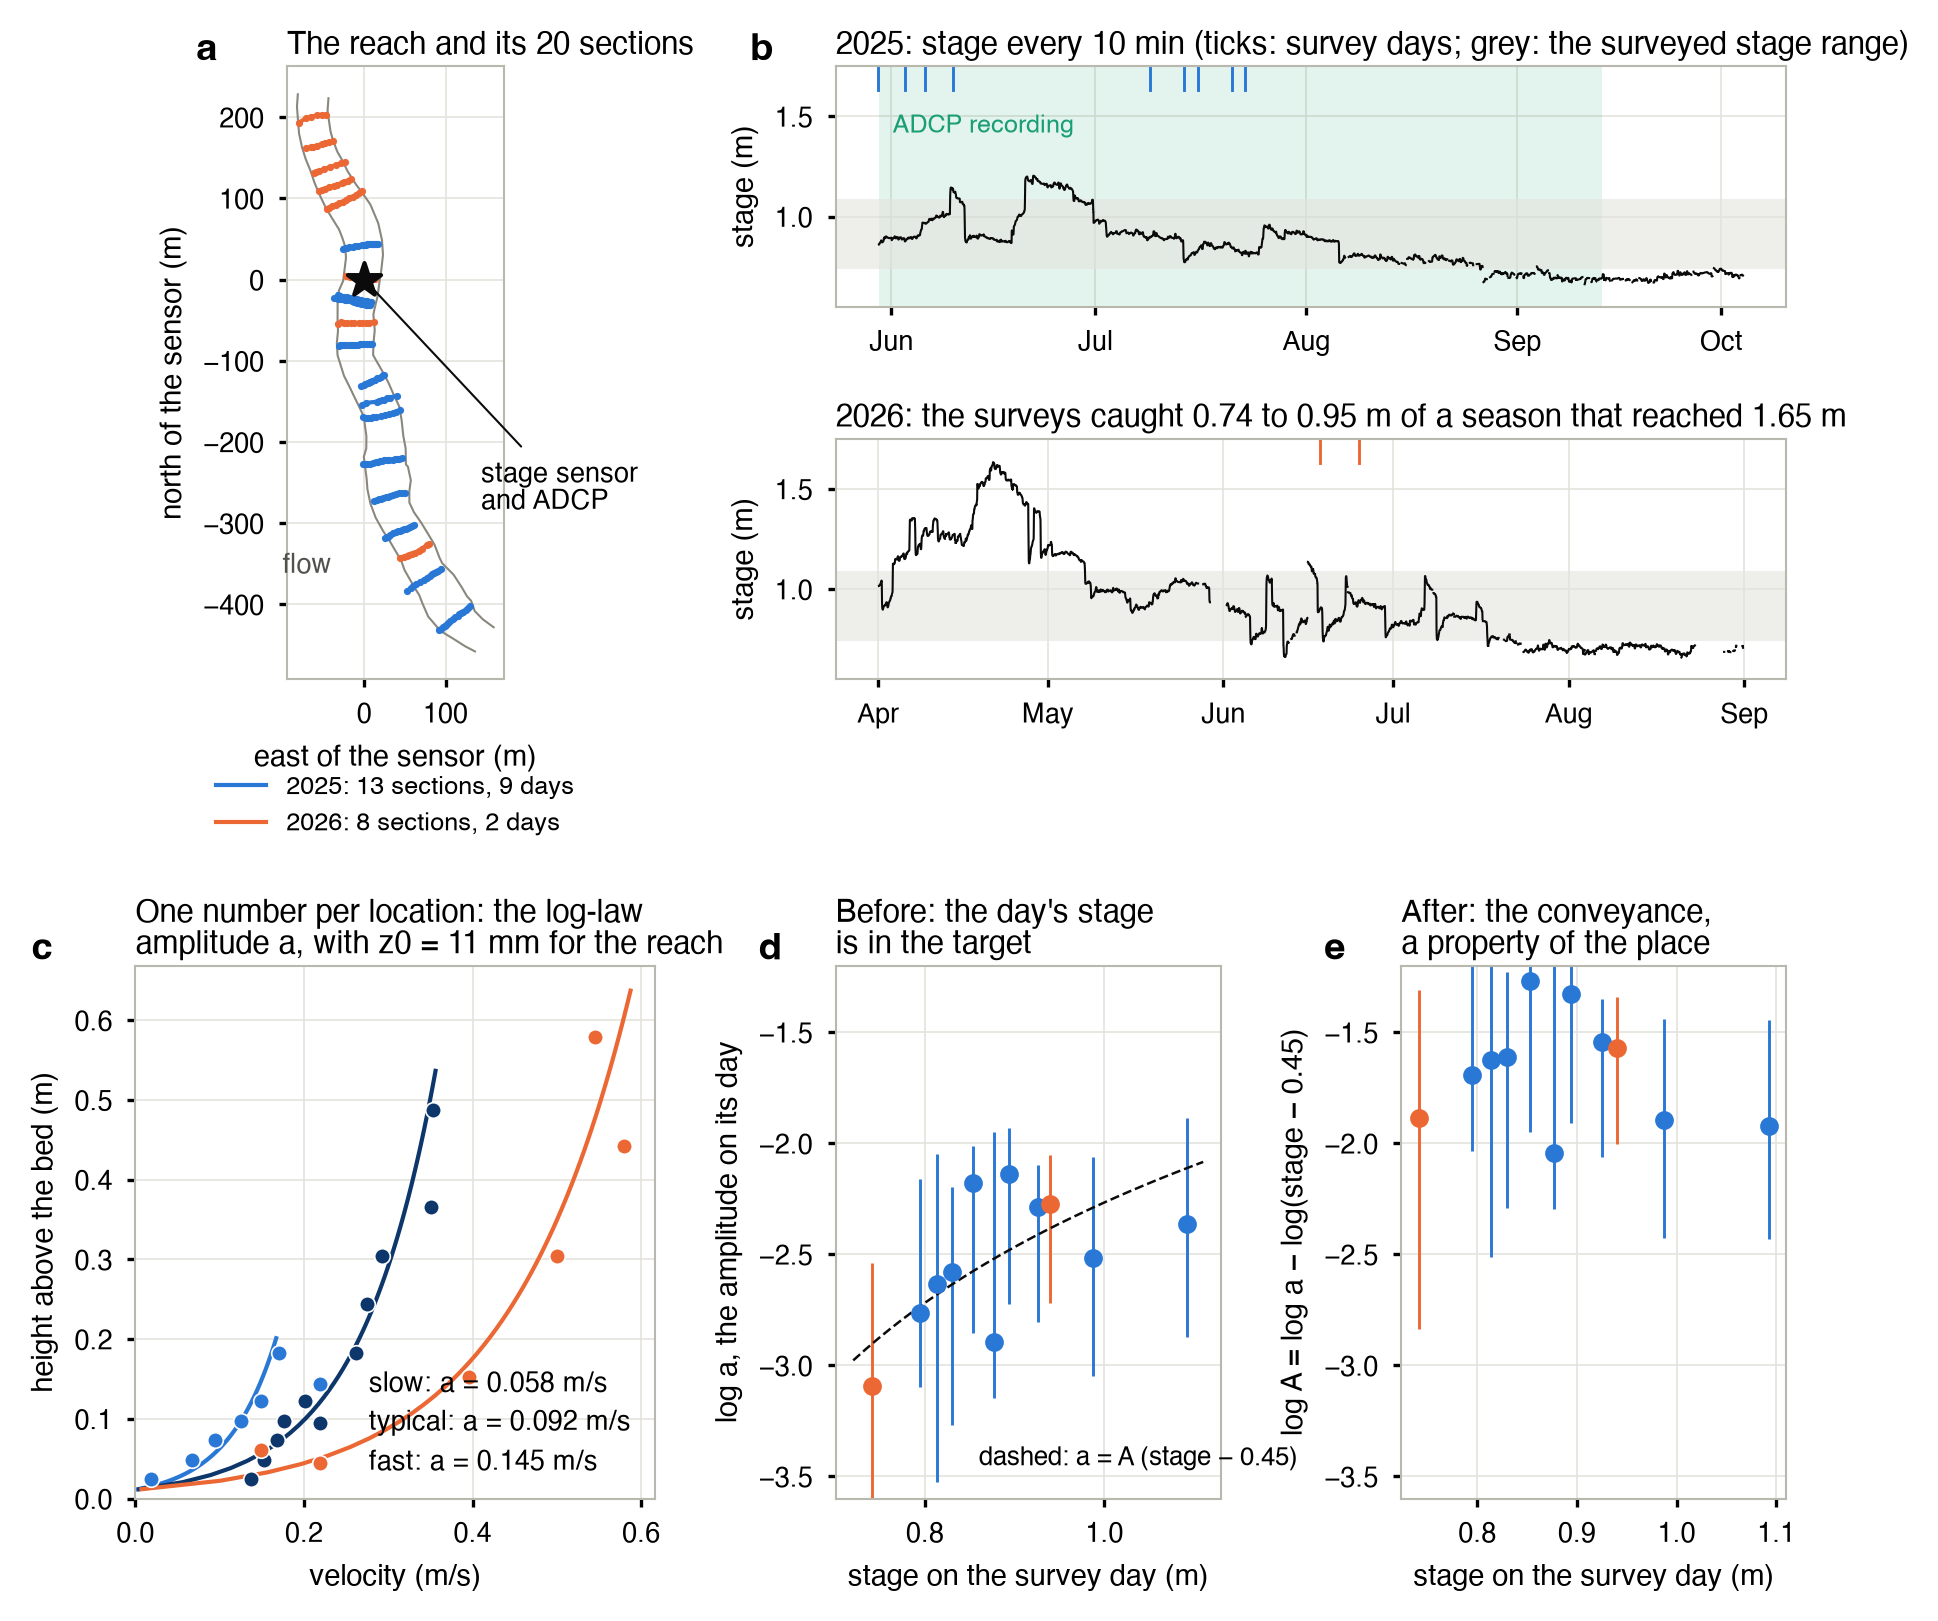 a
The reach and its 20 sections
200
100
0
−100
−200
−300
−400
north of the sensor (m)
stage sensor
and ADCP
flow
0
100
east of the sensor (m)
2025: 13 sections, 9 days
2026: 8 sections, 2 days
b
2025: stage every 10 min (ticks: survey days; grey: the surveyed stage range)
ADCP recording
1.5
1.0
stage (m)
Jun
Jul
Aug
Sep
Oct
2026: the surveys caught 0.74 to 0.95 m of a season that reached 1.65 m
1.5
1.0
stage (m)
Apr
May
Jun
Jul
Aug
Sep
c
One number per location: the log-law
amplitude a, with z0 = 11 mm for the reach
0.6
0.5
0.4
0.3
0.2
0.1
0.0
height above the bed (m)
slow: a = 0.058 m/s
typical: a = 0.092 m/s
fast: a = 0.145 m/s
0.0
0.2
0.4
0.6
velocity (m/s)
d
Before: the day's stage
is in the target
−1.5
−2.0
−2.5
−3.0
−3.5
log a, the amplitude on its day
dashed: a = A (stage − 0.45)
0.8
1.0
stage on the survey day (m)
e
After: the conveyance,
a property of the place
−1.5
−2.0
−2.5
−3.0
−3.5
log A = log a − log(stage − 0.45)
0.8
0.9
1.0
1.1
stage on the survey day (m)